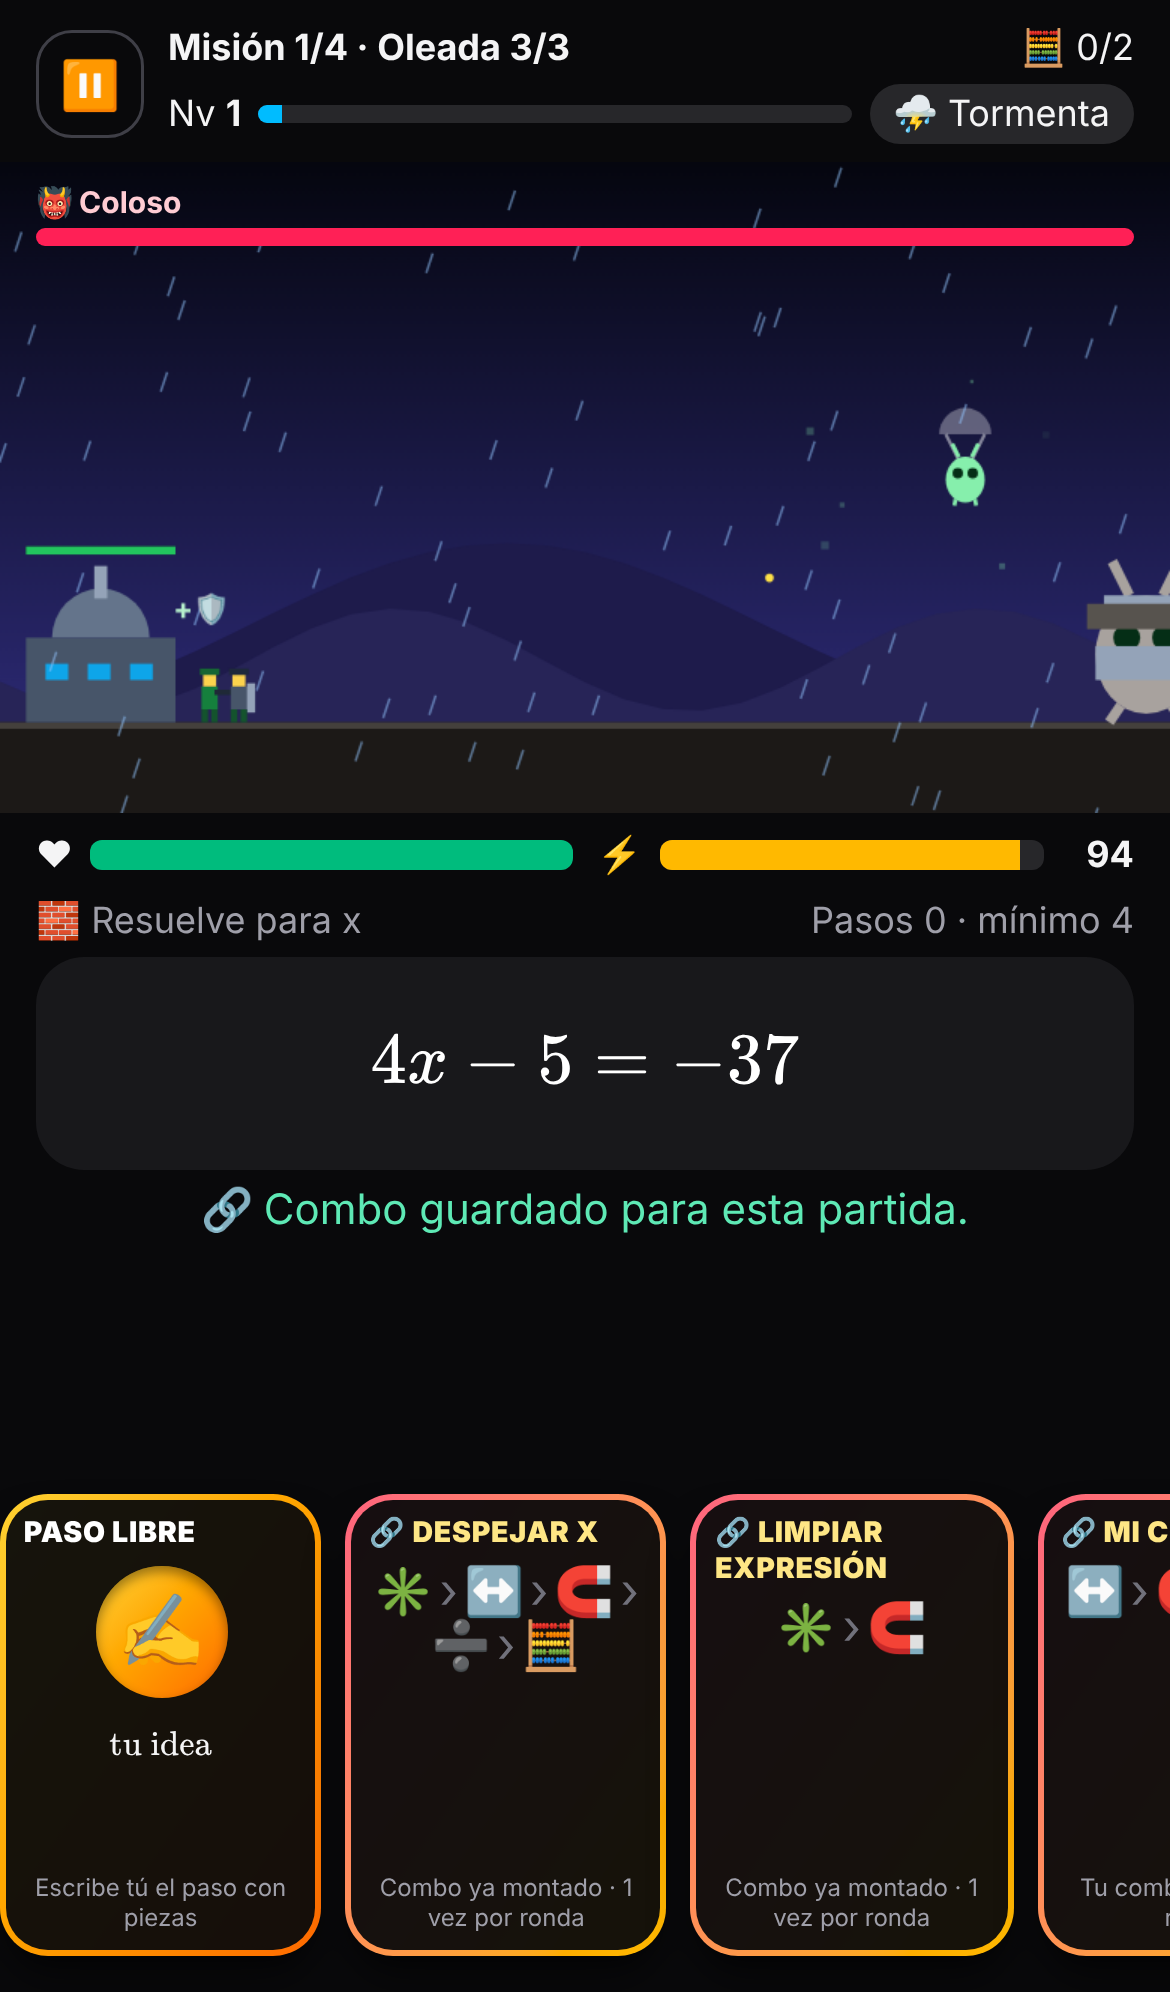 Misión 1/4 · Oleada 3/3
0/2
Nv 1
Tormenta
Coloso
+
94
Resuelve para x
Pasos 0 · mínimo 4
4x − 5 = −37
Combo guardado para esta partida.
PASO LIBRE
tu idea
Escribe tú el paso con
piezas
DESPEJAR X
Combo ya montado · 1
vez por ronda
LIMPIAR
EXPRESIÓN
Combo ya montado · 1
vez por ronda
MI C
Tu comb